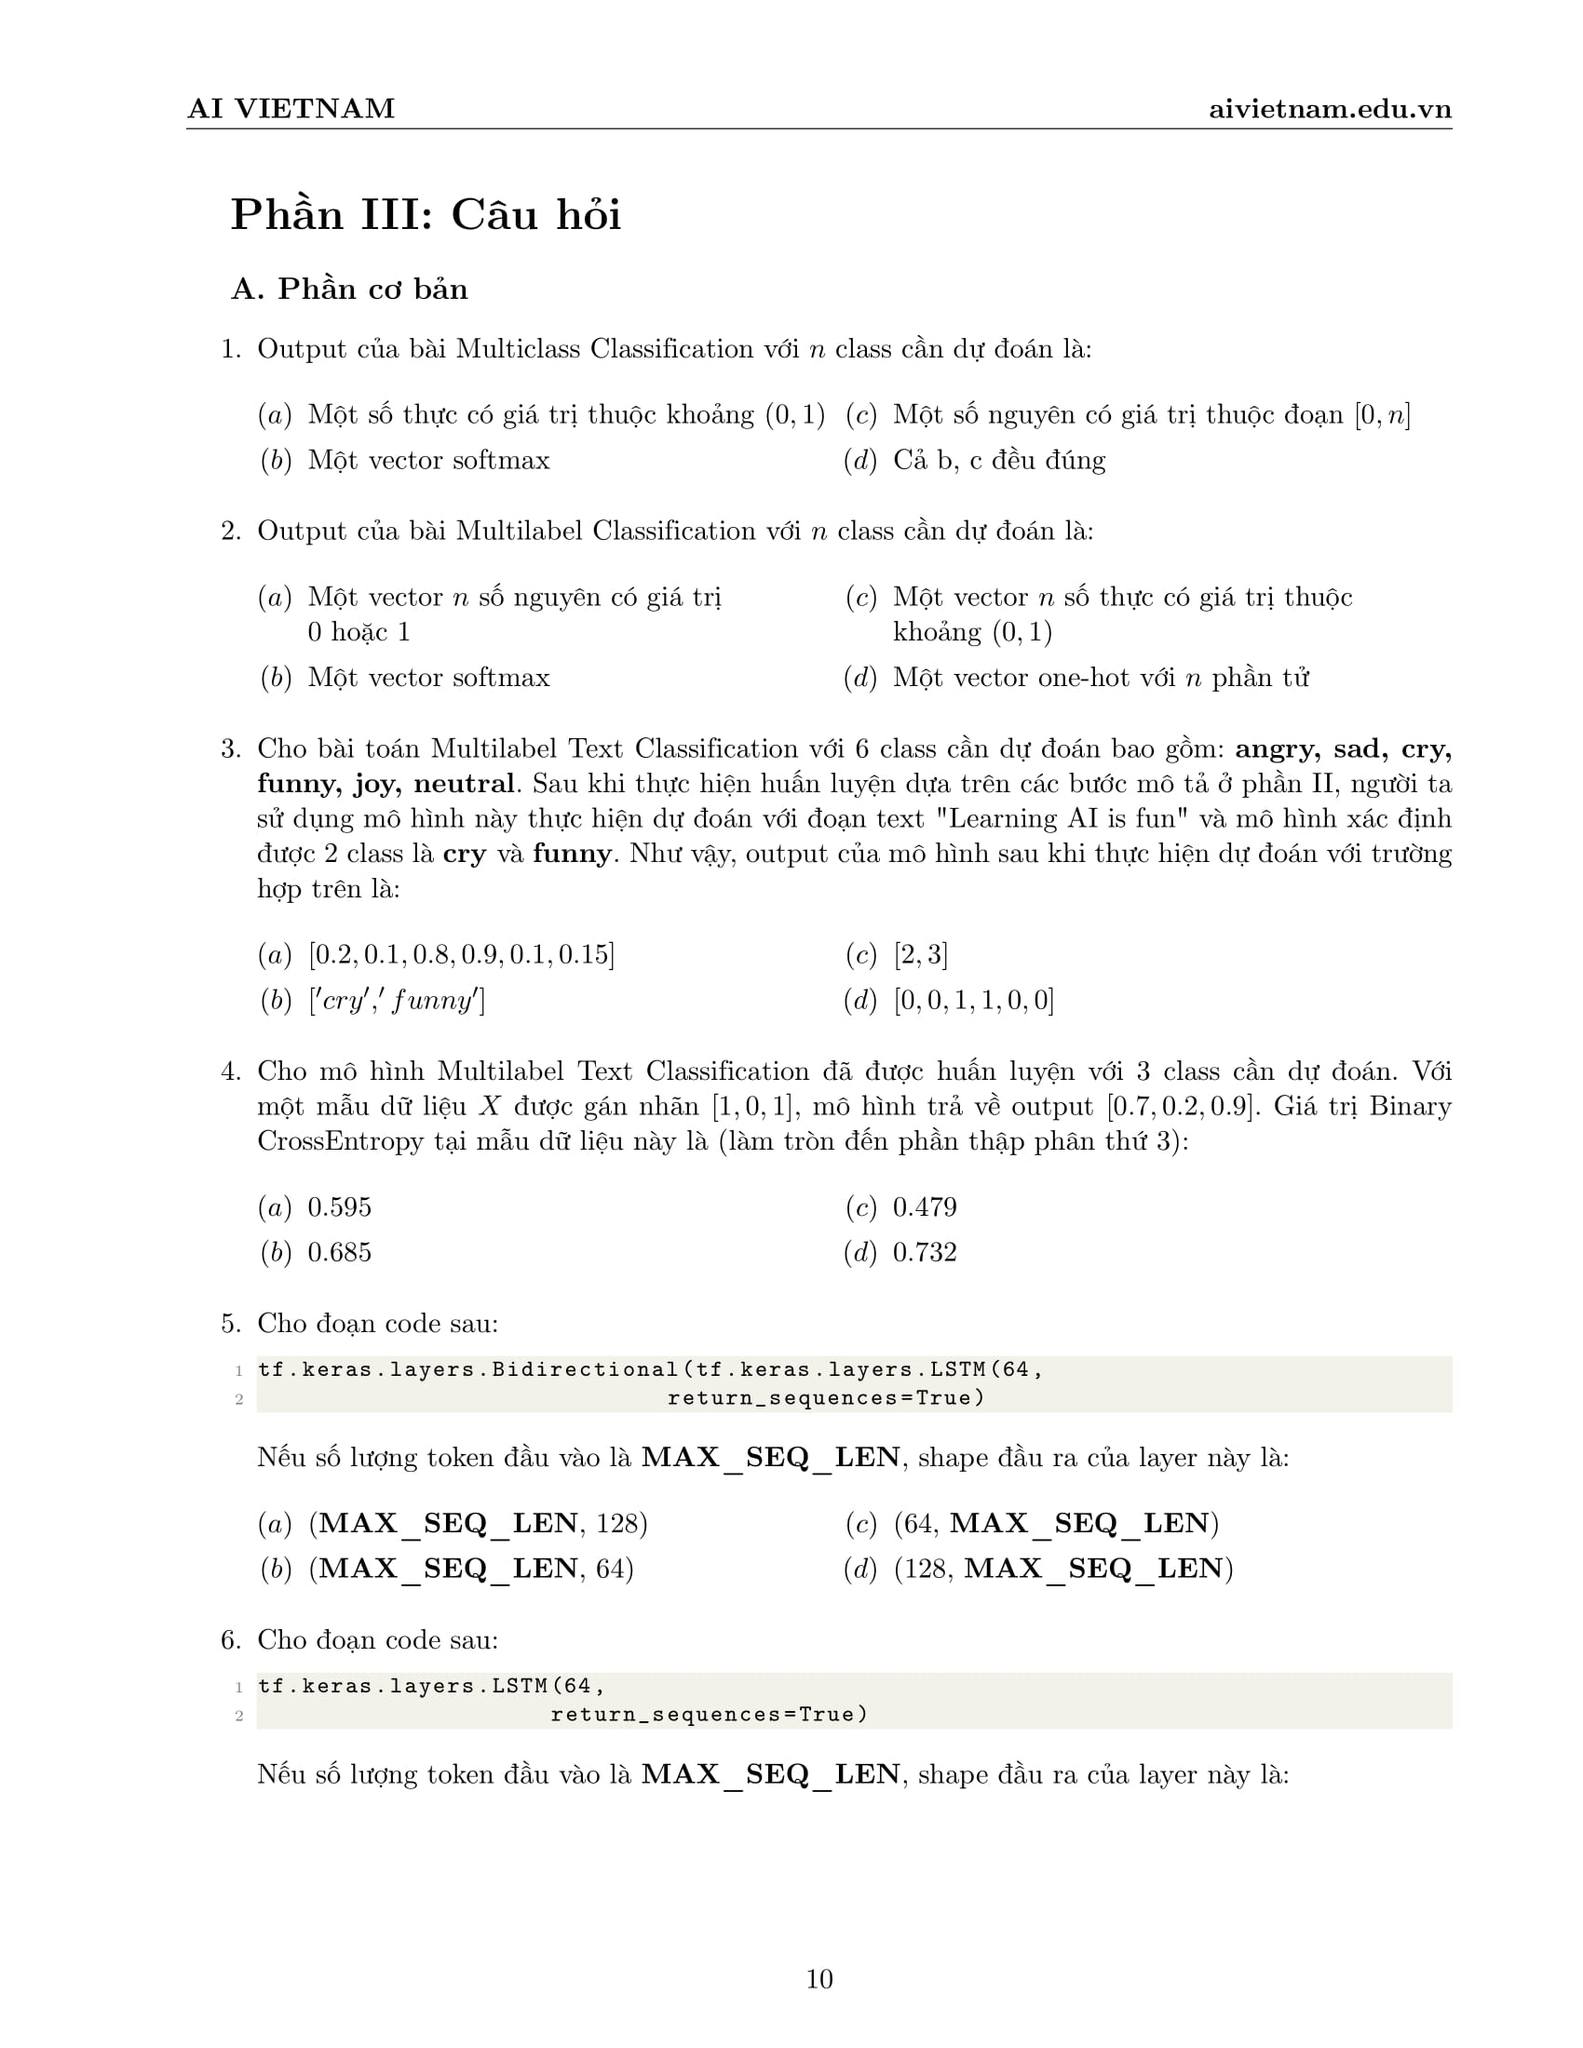 AI VIETNAM aivietnam.edu.vn
Phần III: Câu hỏi
A. Phần cơ bản
1. Output của bài Multiclass Classification với n class cần dự đoán là:
(a) Một số thực có giá trị thuộc khoảng (0, 1) (c) Một số nguyên có giá trị thuộc đoạn [0, n]
(b) Một vector softmax (d) Cả b, c đều đúng
2. Output của bài Multilabel Classification với n class cần dự đoán là:
(a) Một vector n số nguyên có giá trị (c) Một vector n số thực có giá trị thuộc
0 hoặc 1 khoảng (0, 1)
(b) Một vector softmax (d) Một vector one-hot với n phần tử
3. Cho bài toán Multilabel Text Classification với 6 class cần dự đoán bao gồm: angry, sad, cry,
funny, joy, neutral. Sau khi thực hiện huấn luyện dựa trên các bước mô tả ở phần II, người ta
sử dụng mô hình này thực hiện dự đoán với đoạn text "Learning AI is fun" và mô hình xác định
được 2 class là cry và funny. Như vậy, output của mô hình sau khi thực hiện dự đoán với trường
hợp trên là:
(a) [0.2, 0.1, 0.8, 0.9, 0.1, 0.15] (c) [2, 3]
(b) ['cry',' funny'] (d) [0, 0, 1, 1, 0, 0]
4. Cho mô hình Multilabel Text Classification đã được huấn luyện với 3 class cần dự đoán. Với
một mẫu dữ liệu X được gán nhãn [1, 0, 1], mô hình trả về output [0.7, 0.2, 0.9]. Giá trị Binary
CrossEntropy tại mẫu dữ liệu này là (làm tròn đến phần thập phân thứ 3):
(a) 0.595 (c) 0.479
(b) 0.685 (d) 0.732
5. Cho đoạn code sau:
1 tf.keras.layers.Bidirectional(tf.keras.layers.LSTM(64,
2 return_sequences=True)
Nếu số lượng token đầu vào là MAX_SEQ_LEN, shape đầu ra của layer này là:
(a) (MAX_SEQ_LEN, 128) (c) (64, MAX_SEQ_LEN)
(b) (MAX_SEQ_LEN, 64) (d) (128, MAX_SEQ_LEN)
6. Cho đoạn code sau:
1 tf.keras.layers.LSTM(64,
2 return_sequences=True)
Nếu số lượng token đầu vào là MAX_SEQ_LEN, shape đầu ra của layer này là:
10